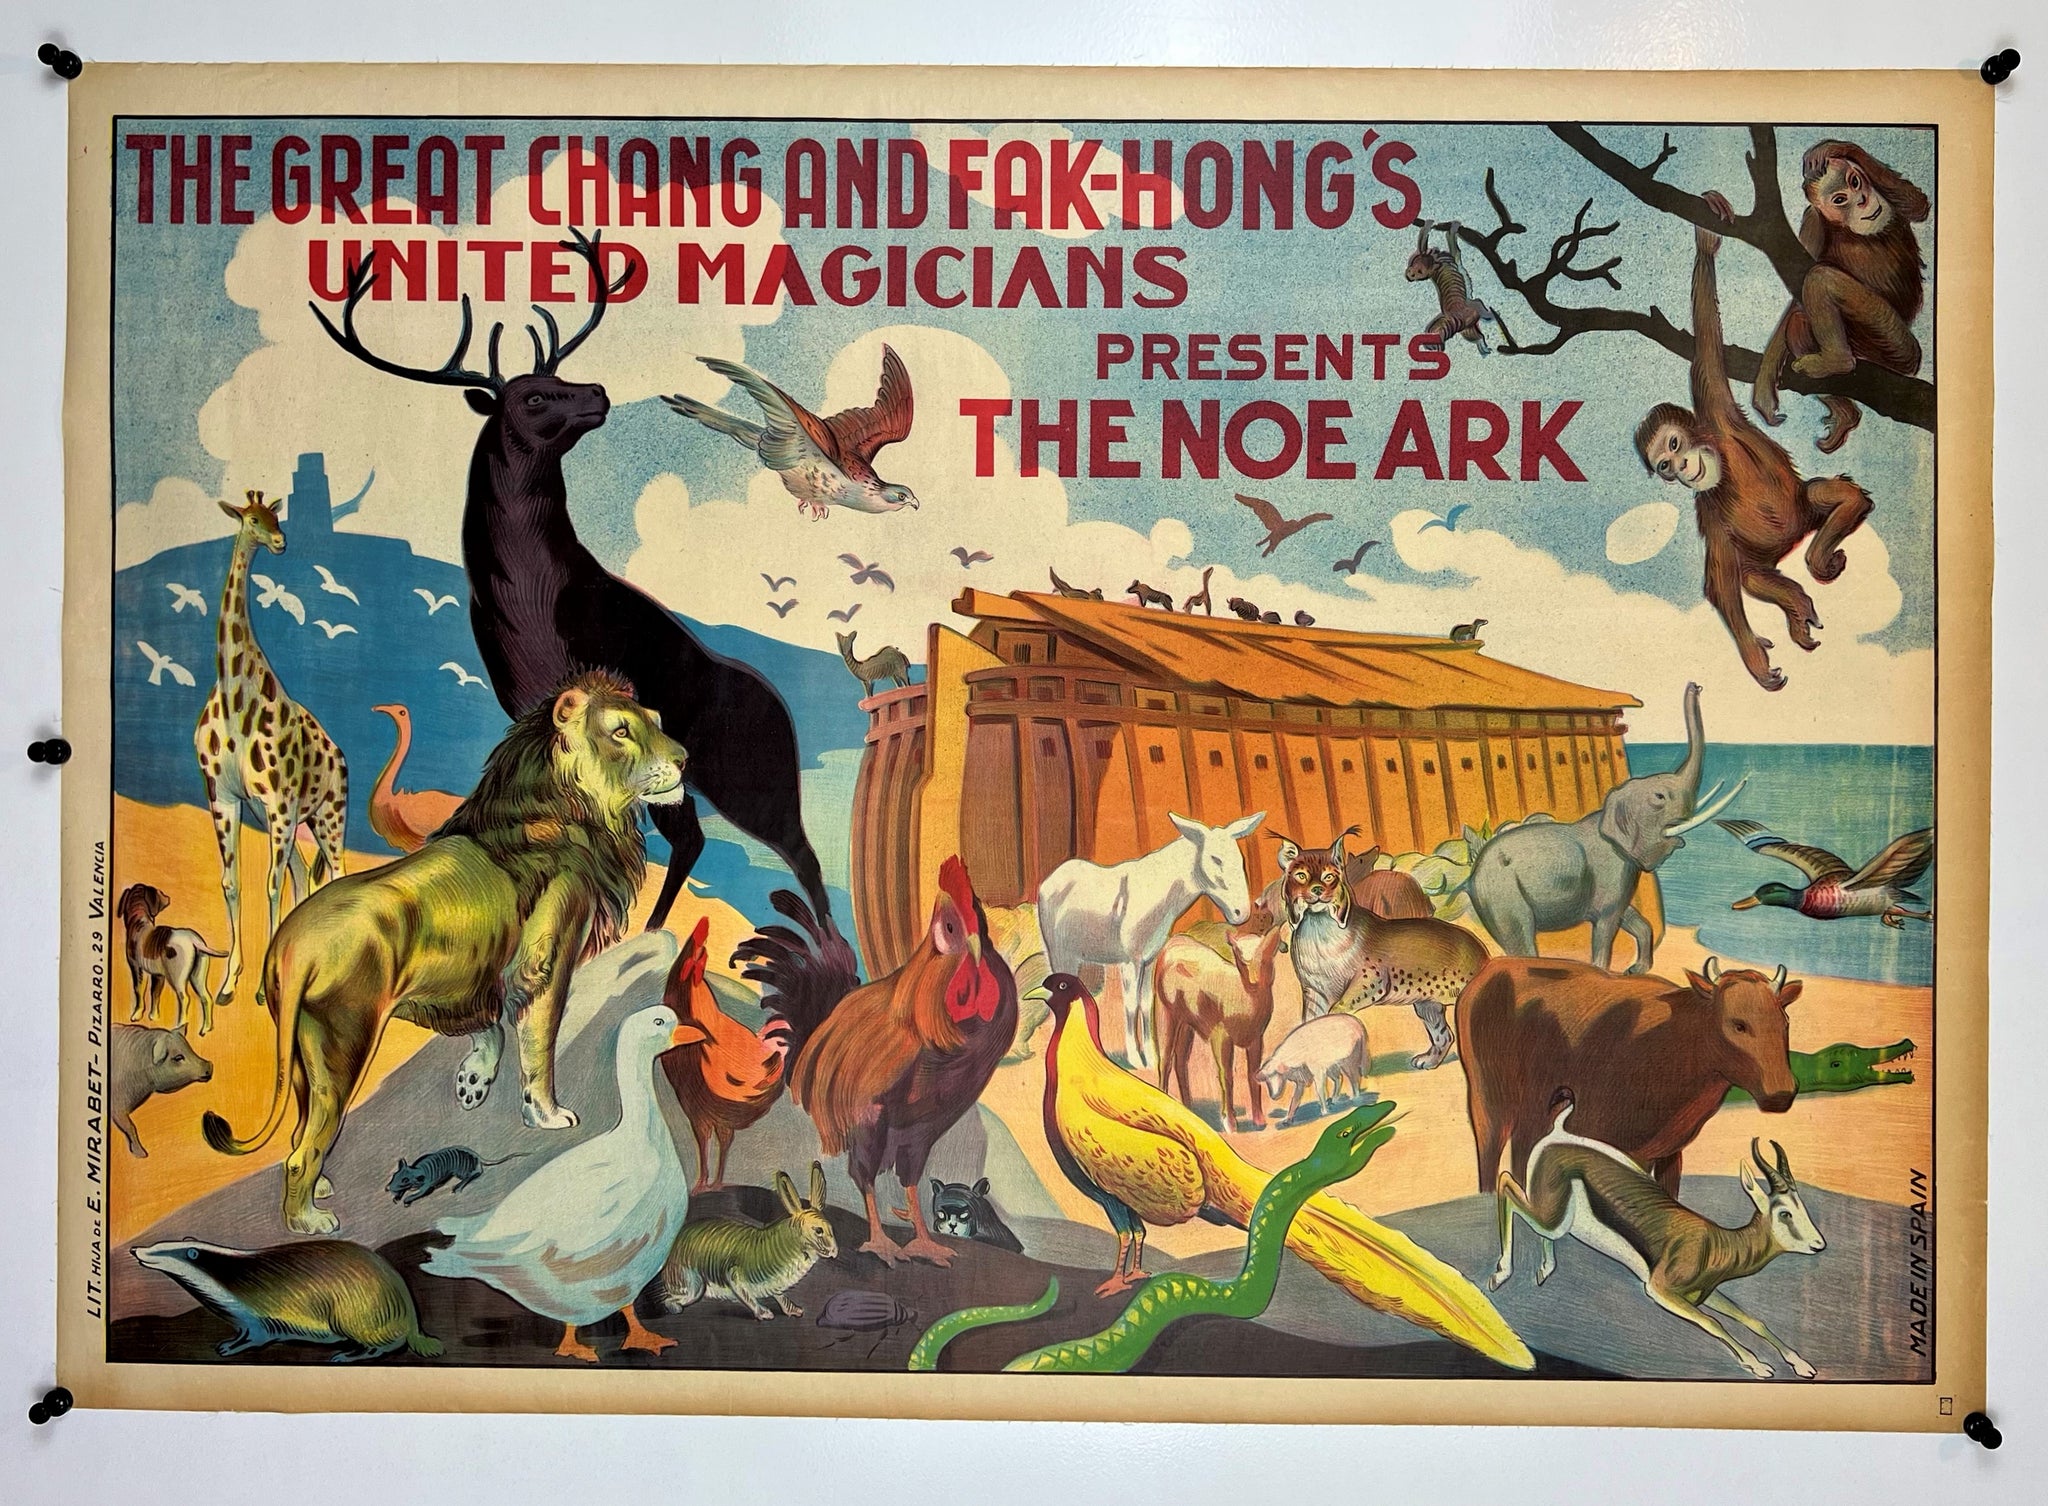 THE GREAT CHANG AND FAK-HONG'S
UNITED MAGICIANS
PRESENTS
THE NOE ARK
LIT. HIJA DE E. MIRABET - PIZARRO. 29 VALENCIA
MADE IN SPAIN